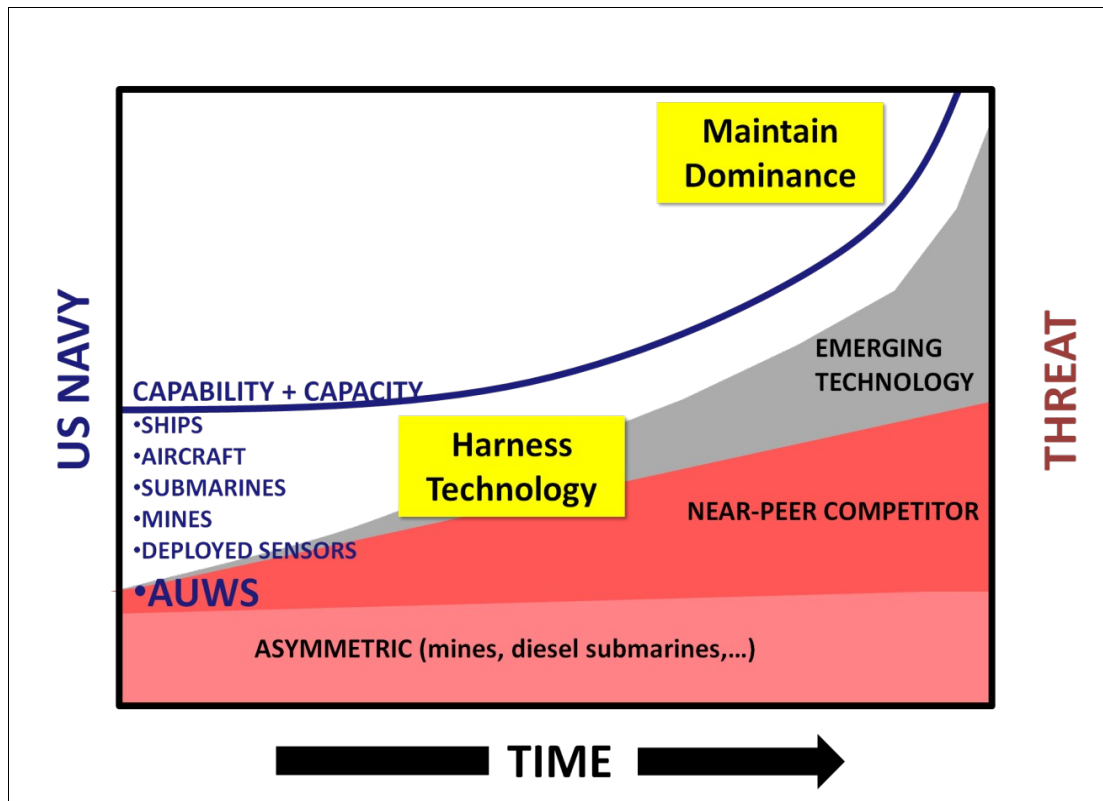 Maintain
Dominance
US NAVY
THREAT
EMERGING
TECHNOLOGY
CAPABILITY + CAPACITY
•SHIPS
•AIRCRAFT
•SUBMARINES
•MINES
•DEPLOYED SENSORS
•AUWS
Harness
Technology
NEAR-PEER COMPETITOR
ASYMMETRIC (mines, diesel submarines,...)
TIME